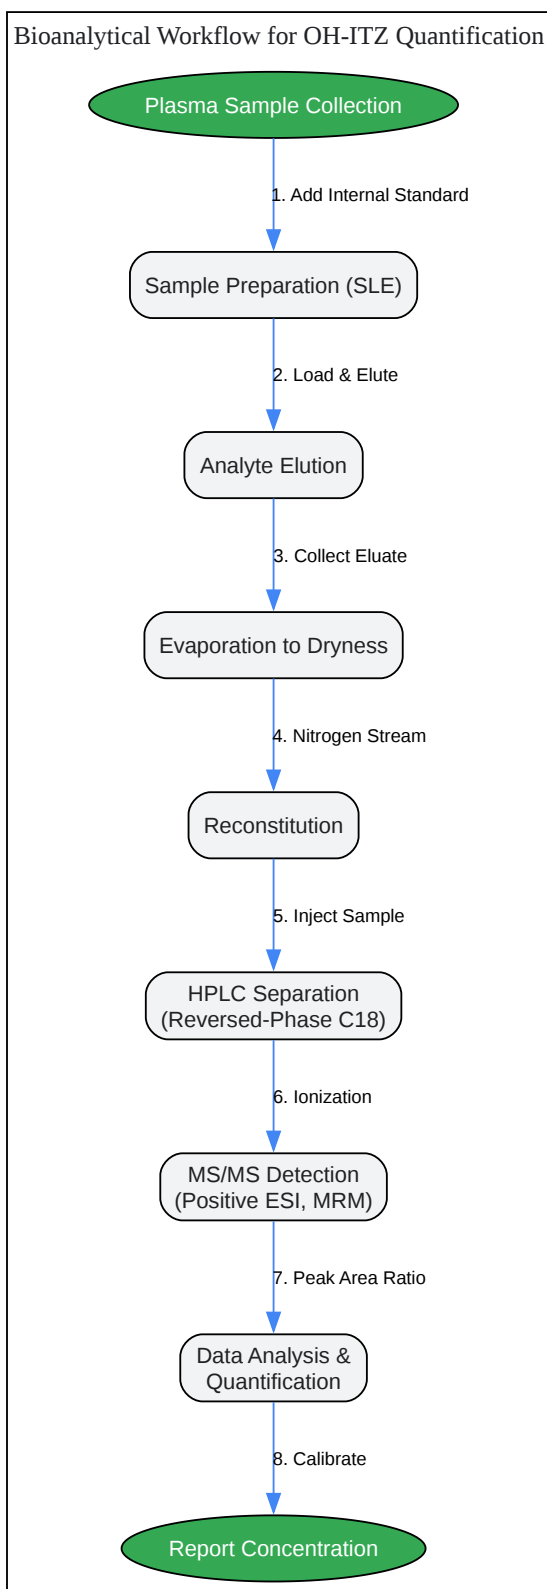 Bioanalytical Workflow for OH-ITZ Quantification
Plasma Sample Collection
1. Add Internal Standard
Sample Preparation (SLE)
2. Load & Elute
Analyte Elution
3. Collect Eluate
Evaporation to Dryness
4. Nitrogen Stream
Reconstitution
5. Inject Sample
HPLC Separation
(Reversed-Phase C18)
6. Ionization
MS/MS Detection
(Positive ESI, MRM)
7. Peak Area Ratio
Data Analysis &
Quantification
8. Calibrate
Report Concentration